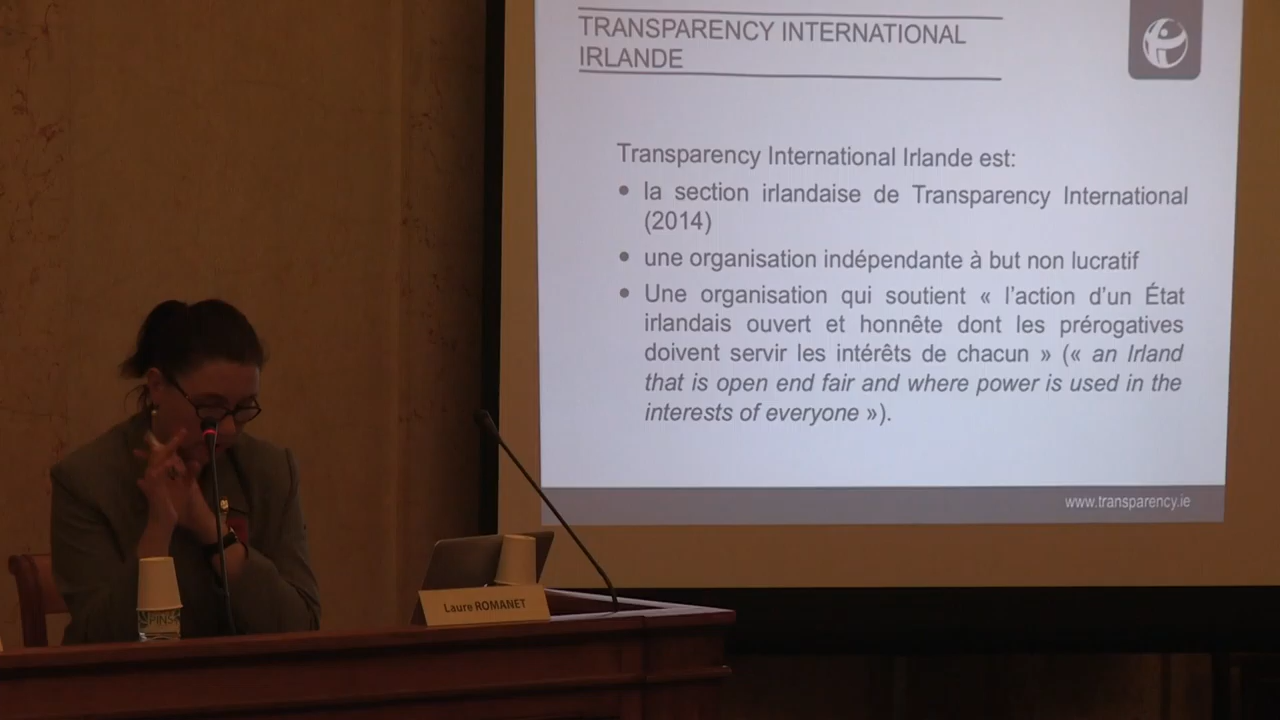 TRANSPARENCY INTERNATIONAL
IRLANDE
Transparency International Irlande est:
• la section irlandaise de Transparency International
(2014)
• une organisation indépendante à but non lucratif
• Une organisation qui soutient « l’action d’un État
irlandais ouvert et honnête dont les prérogatives
doivent servir les intérêts de chacun » (« an Irland
that is open end fair and where power is used in the
interests of everyone »).
www.transparency.ie
Laure ROMANET
PINS